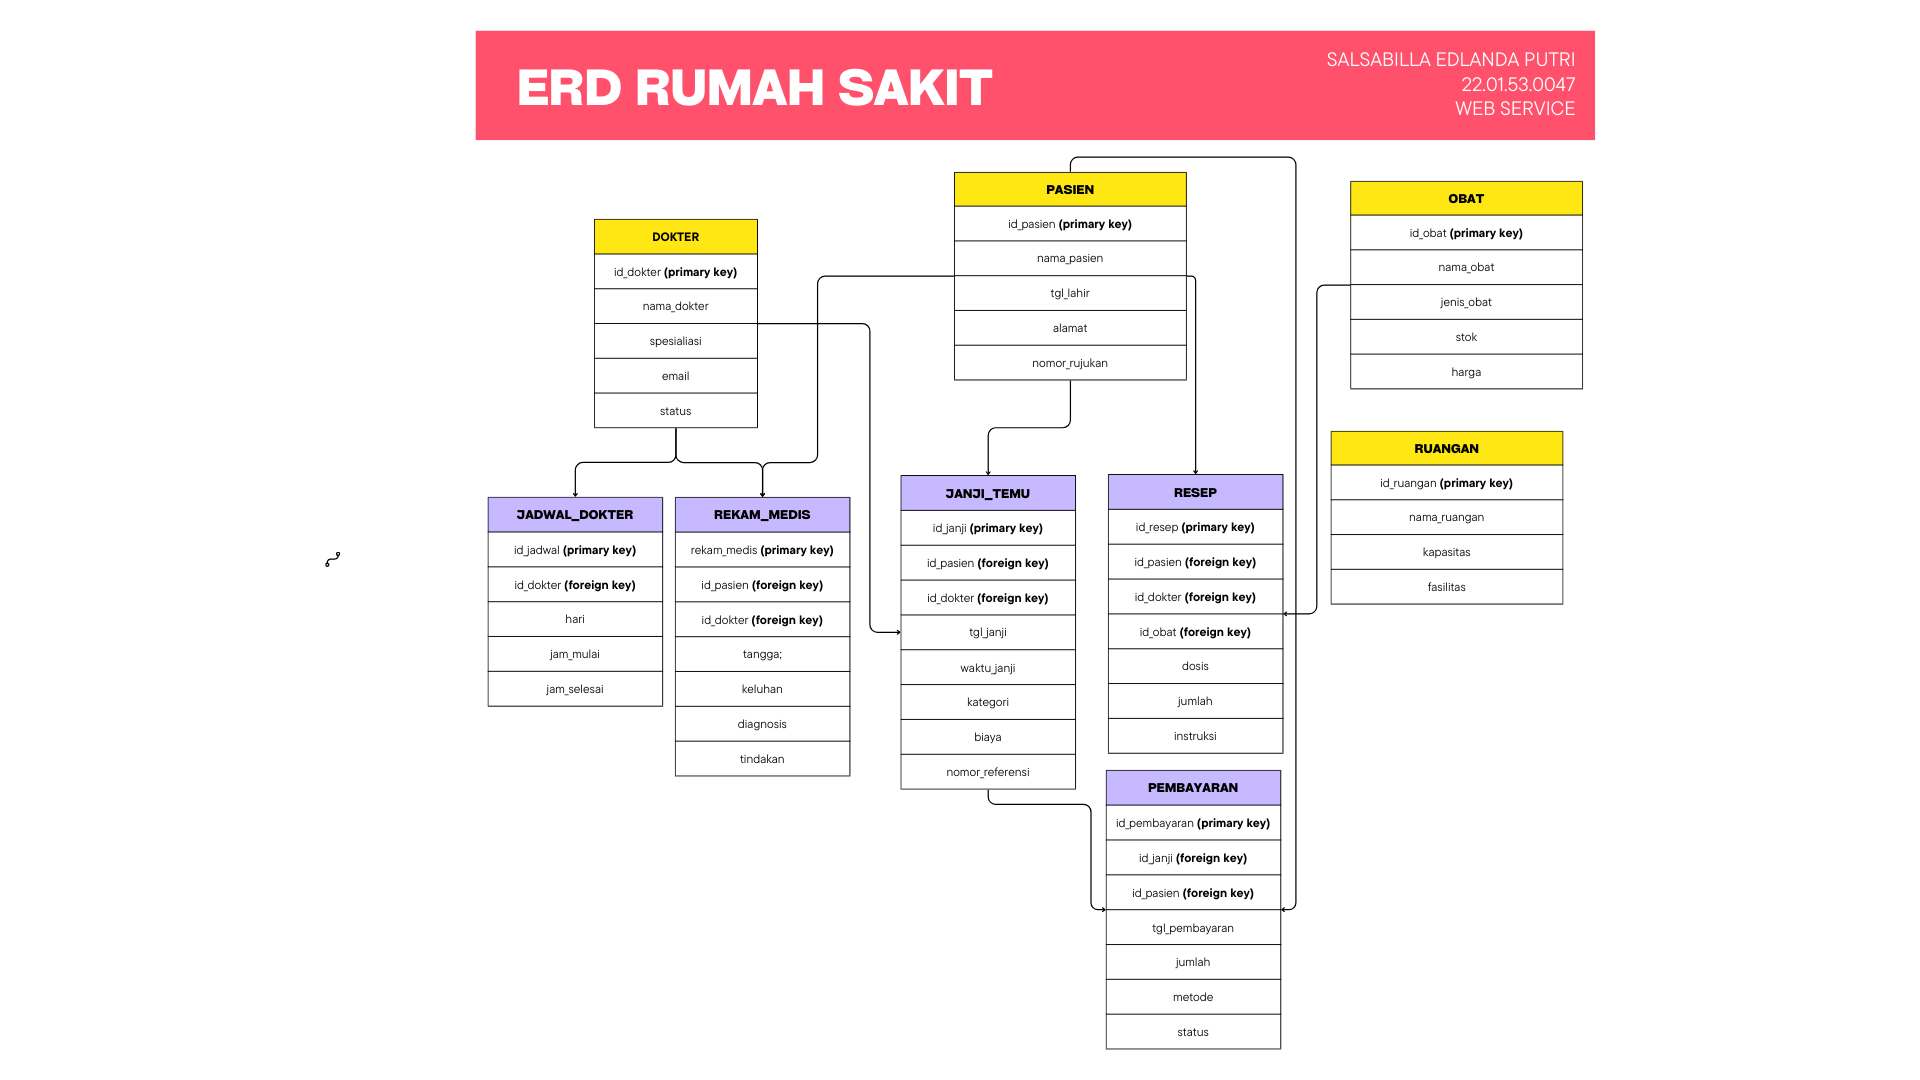 ERD RUMAH SAKIT
SALSABILLA EDLANDA PUTRI
22.01.53.0047
WEB SERVICE
DOKTER
id_dokter (primary key)
nama_dokter
spesialiasi
email
status
PASIEN
id_pasien (primary key)
nama_pasien
tgl_lahir
alamat
nomor_rujukan
OBAT
id_obat (primary key)
nama_obat
jenis_obat
stok
harga
RUANGAN
id_ruangan (primary key)
nama_ruangan
kapasitas
fasilitas
JADWAL_DOKTER
id_jadwal (primary key)
id_dokter (foreign key)
hari
jam_mulai
jam_selesai
REKAM_MEDIS
rekam_medis (primary key)
id_pasien (foreign key)
id_dokter (foreign key)
tangga;
keluhan
diagnosis
tindakan
JANJI_TEMU
id_janji (primary key)
id_pasien (foreign key)
id_dokter (foreign key)
tgl_janji
waktu_janji
kategori
biaya
nomor_referensi
RESEP
id_resep (primary key)
id_pasien (foreign key)
id_dokter (foreign key)
id_obat (foreign key)
dosis
jumlah
instruksi
PEMBAYARAN
id_pembayaran (primary key)
id_janji (foreign key)
id_pasien (foreign key)
tgl_pembayaran
jumlah
metode
status